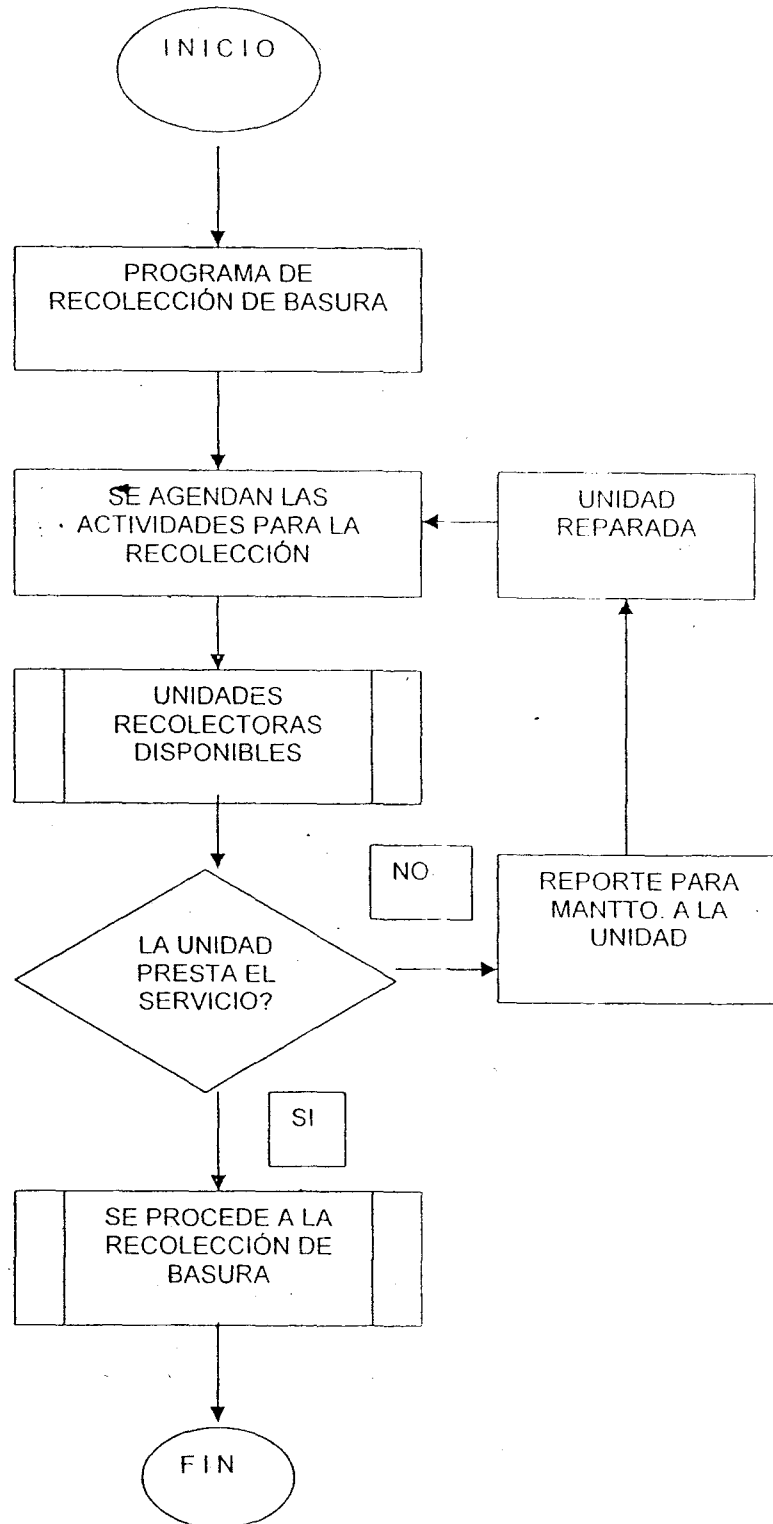 INICIO
PROGRAMA DE
RECOLECCIÓN DE BASURA
SE AGENDAN LAS
ACTIVIDADES PARA LA
RECOLECCIÓN
UNIDAD
REPARADA
UNIDADES
RECOLECTORAS
DISPONIBLES
NO
REPORTE PARA
MANTTO. A LA
UNIDAD
LA UNIDAD
PRESTA EL
SERVICIO?
SI
SE PROCEDE A LA
RECOLECCIÓN DE
BASURA
FIN